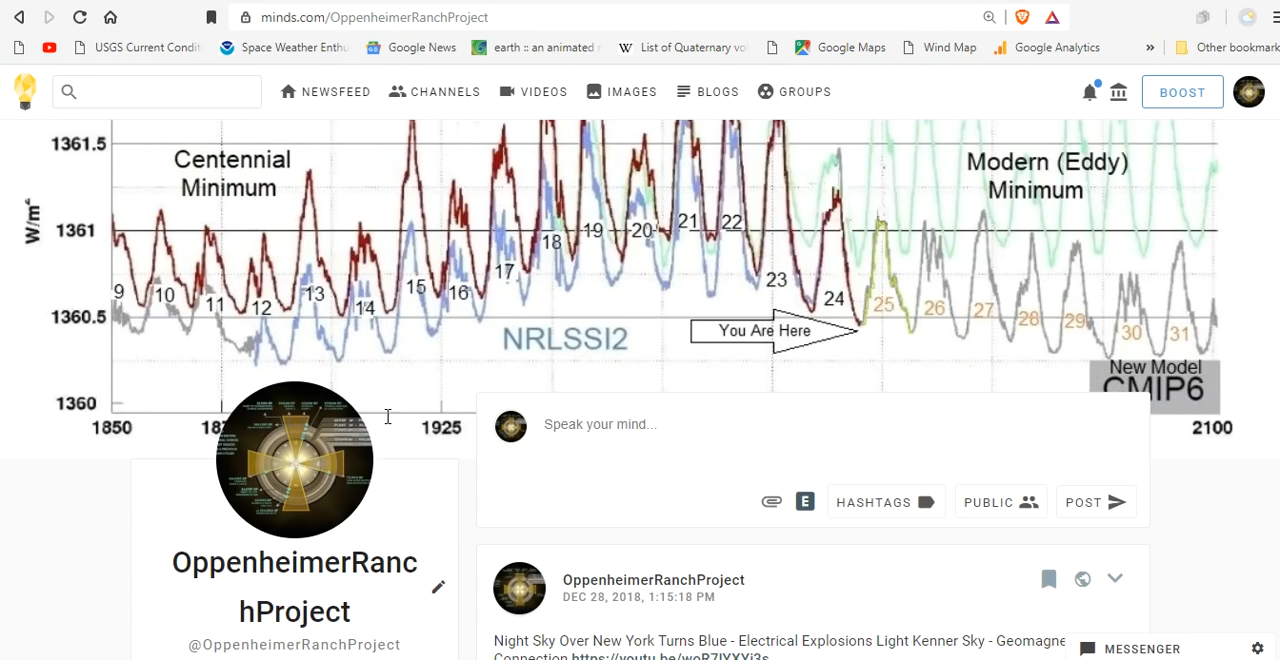 minds.com/OppenheimerRanchProject
USGS Current Condit
Space Weather Enthu
Google News
earth :: an animated
List of Quaternary vo
Google Maps
Wind Map
Google Analytics
»
Other bookmark
NEWSFEED
CHANNELS
VIDEOS
IMAGES
BLOGS
GROUPS
BOOST
1361.5
Centennial
Minimum
Modern (Eddy)
Minimum
W/m²
1361
9 10 11 12 13 14 15 16 17 18 19 20 21 22 23 24 25 26 27 28 29 30 31
1360.5
You Are Here
NRLSSI2
New Model
CMIP6
1360
1850
1925
2100
Speak your mind...
E
HASHTAGS
PUBLIC
POST
OppenheimerRanc
hProject
@OppenheimerRanchProject
OppenheimerRanchProject
DEC 28, 2018, 1:15:18 PM
Night Sky Over New York Turns Blue - Electrical Explosions Light Kenner Sky - Geomagne
MESSENGER